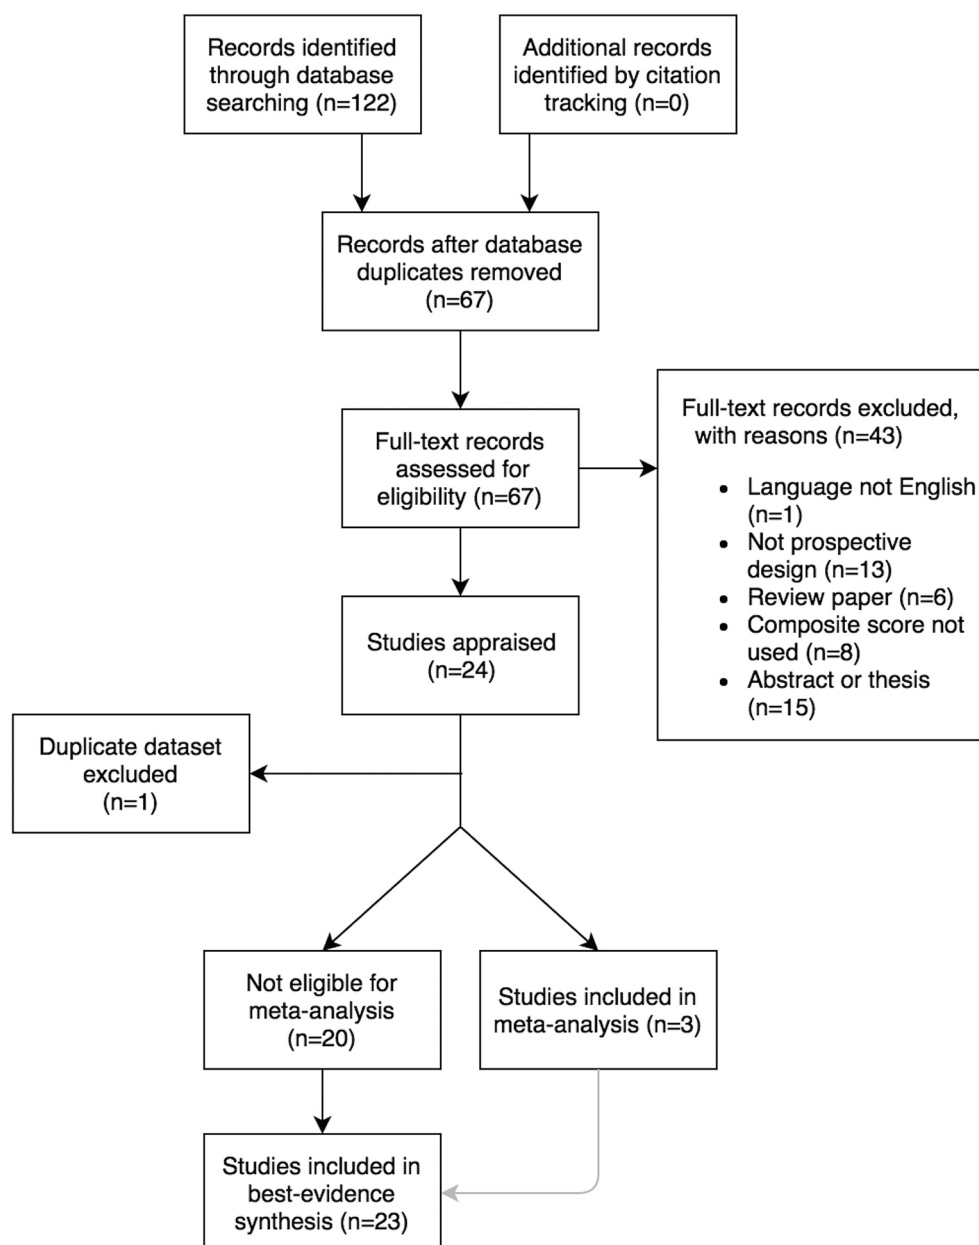 Records identified
through database
searching (n=122)
Additional records
identified by citation
tracking (n=0)
Records after database
duplicates removed
(n=67)
Full-text records
assessed for
eligibility (n=67)
Full-text records excluded,
with reasons (n=43)
• Language not English
(n=1)
• Not prospective
design (n=13)
• Review paper (n=6)
• Composite score not
used (n=8)
• Abstract or thesis
(n=15)
Studies appraised
(n=24)
Duplicate dataset
excluded
(n=1)
Not eligible for
meta-analysis
(n=20)
Studies included in
meta-analysis (n=3)
Studies included in
best-evidence
synthesis (n=23)